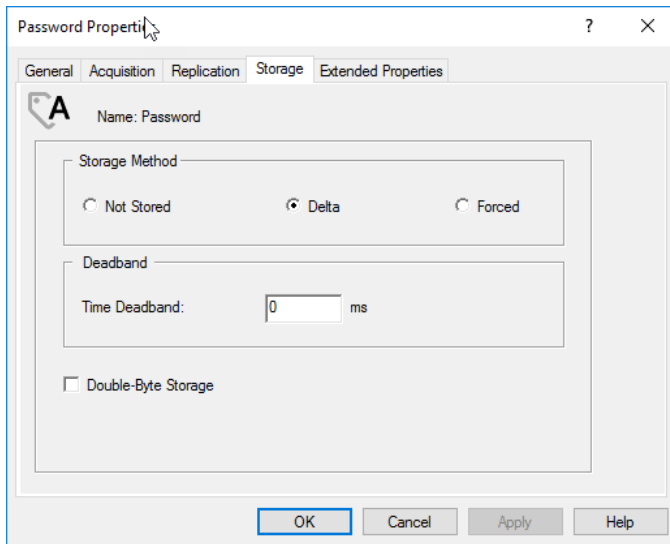 Password Properti
? X
General Acquisition Replication Storage Extended Properties
A Name: Password
Storage Method
Not Stored Delta Forced
Deadband
Time Deadband: 0 ms
Double-Byte Storage
OK Cancel Apply Help